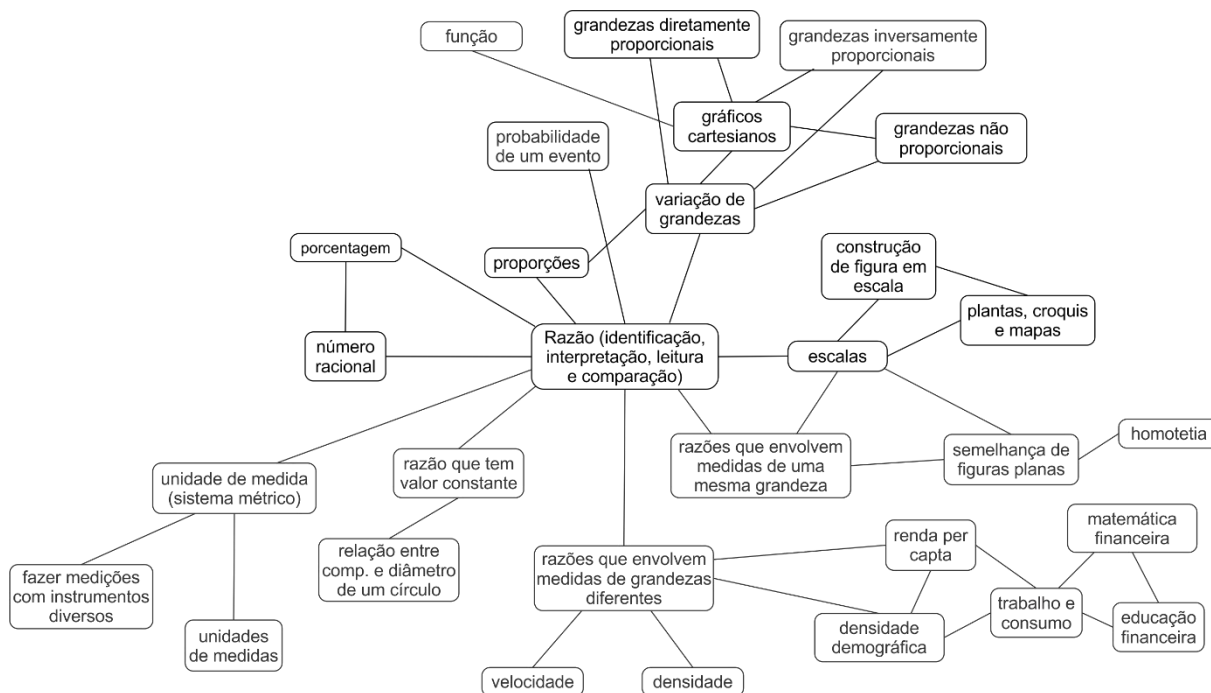 função
grandezas diretamente
proporcionais
grandezas inversamente
proporcionais
gráficos
cartesianos
grandezas não
proporcionais
probabilidade
de um evento
variação de
grandezas
porcentagem
proporções
construção
de figura em
escala
plantas, croquis
e mapas
número
racional
Razão (identificação,
interpretação, leitura
e comparação)
escalas
unidade de medida
(sistema métrico)
razão que tem
valor constante
razões que envolvem
medidas de uma
mesma grandeza
semelhança de
figuras planas
homotetia
fazer medições
com instrumentos
diversos
unidades
de medidas
relação entre
comp. e diâmetro
de um círculo
razões que envolvem
medidas de grandezas
diferentes
renda per
capta
matemática
financeira
densidade
demográfica
trabalho e
consumo
educação
financeira
velocidade
densidade